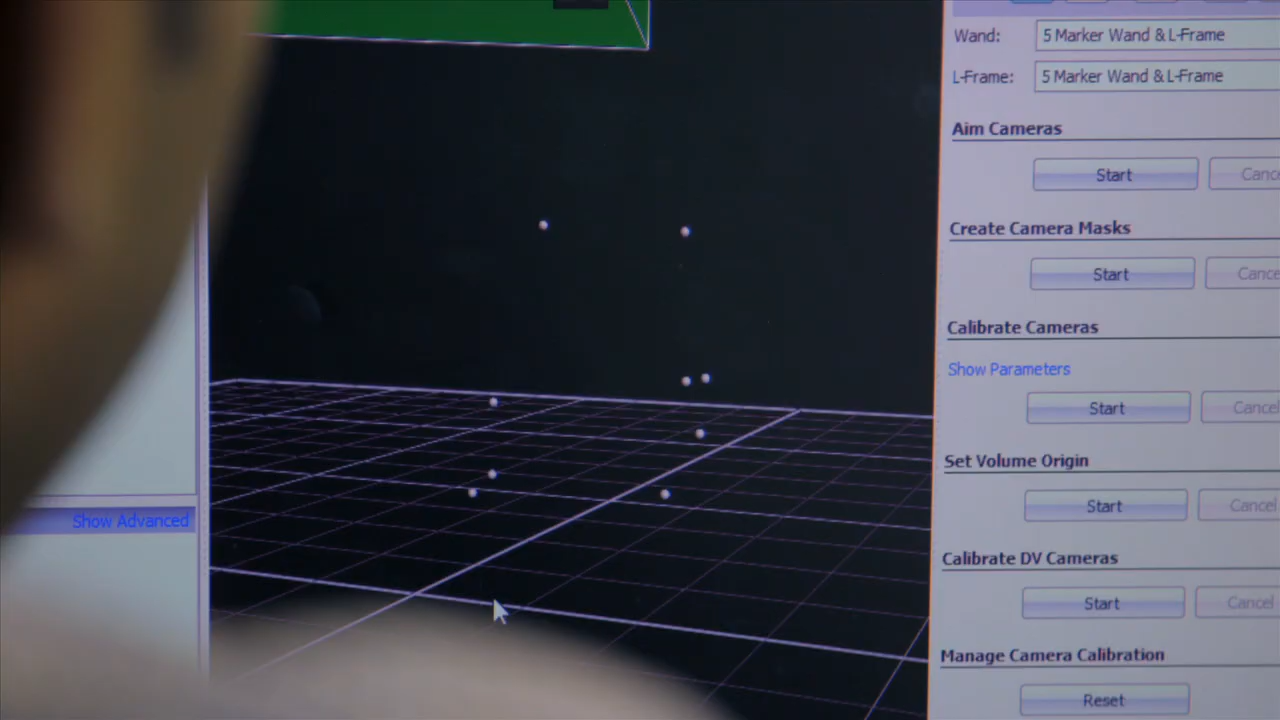 Wand:
5 Marker Wand & L-Frame
L-Frame:
5 Marker Wand & L-Frame
Aim Cameras
Start
Create Camera Masks
Start
Calibrate Cameras
Show Parameters
Start
Cancel
Set Volume Origin
Start
Cancel
Calibrate DV Cameras
Start
Cancel
Manage Camera Calibration
Reset
Show Advanced